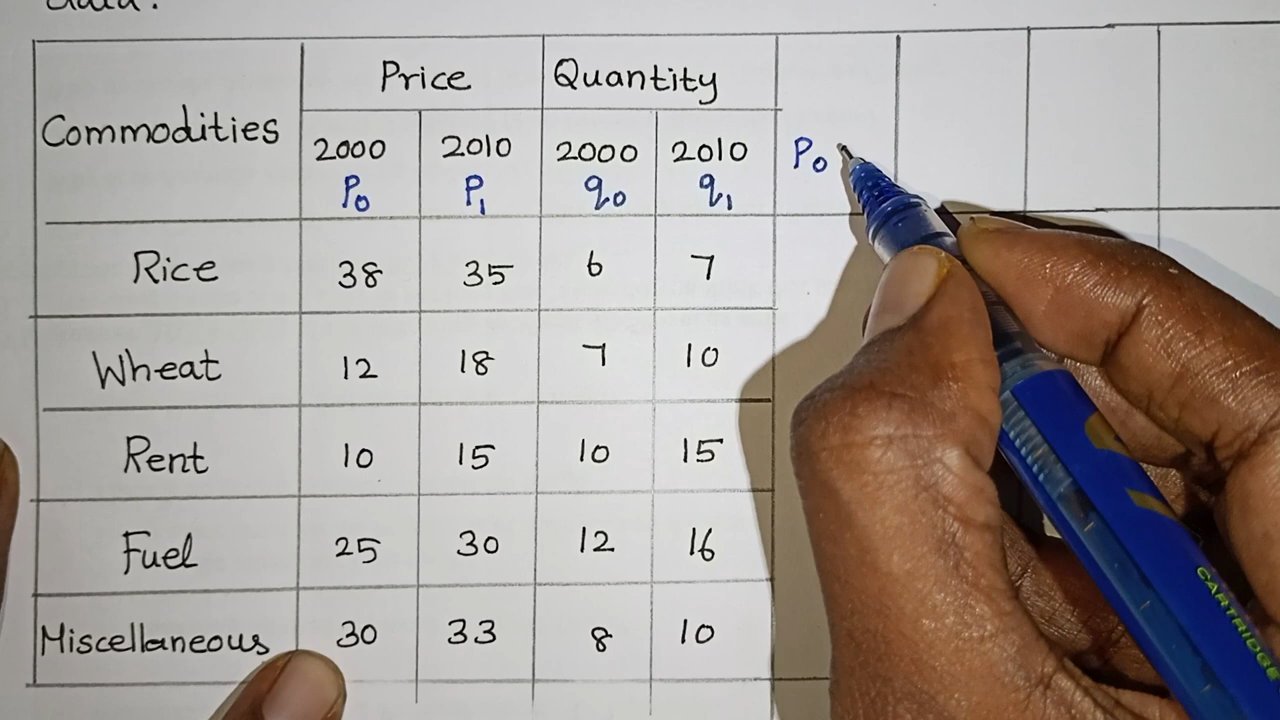 Price Quantity
Commodities
2000 2010 2000 2010
P₀ P₁ q₀ q₁ P₀
Rice 38 35 6 7
Wheat 12 18 7 10
Rent 10 15 10 15
Fuel 25 30 12 16
Miscellaneous 30 33 8 10
CARTRIDGE